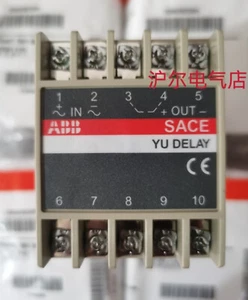 沪尔电气店
1 2 3 4 5
+ ~ IN − ~ + OUT −
ABB SACE
YU DELAY
CE
6 7 8 9 10